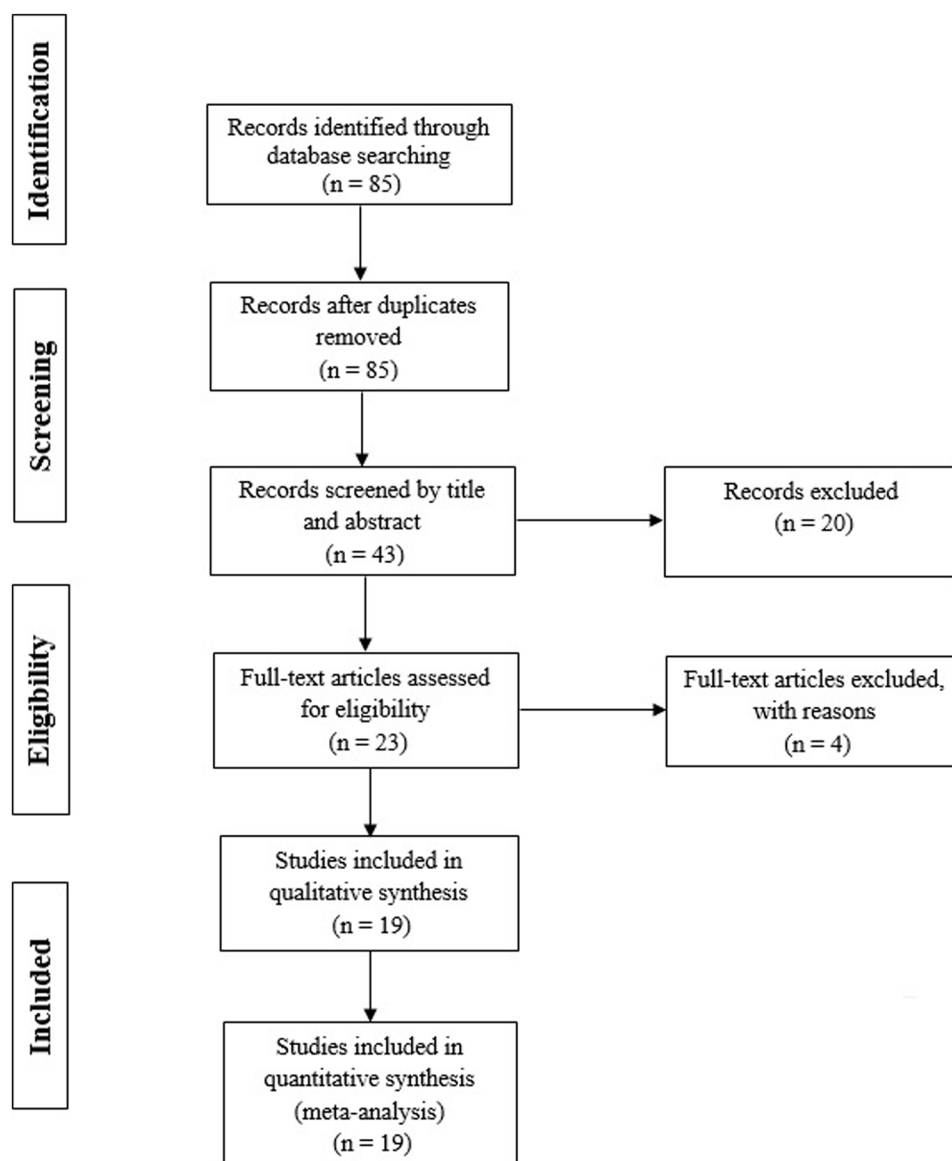 Identification
Records identified through
database searching
(n = 85)
Screening
Records after duplicates
removed
(n = 85)
Records screened by title
and abstract
(n = 43)
Records excluded
(n = 20)
Eligibility
Full-text articles assessed
for eligibility
(n = 23)
Full-text articles excluded,
with reasons
(n = 4)
Included
Studies included in
qualitative synthesis
(n = 19)
Studies included in
quantitative synthesis
(meta-analysis)
(n = 19)